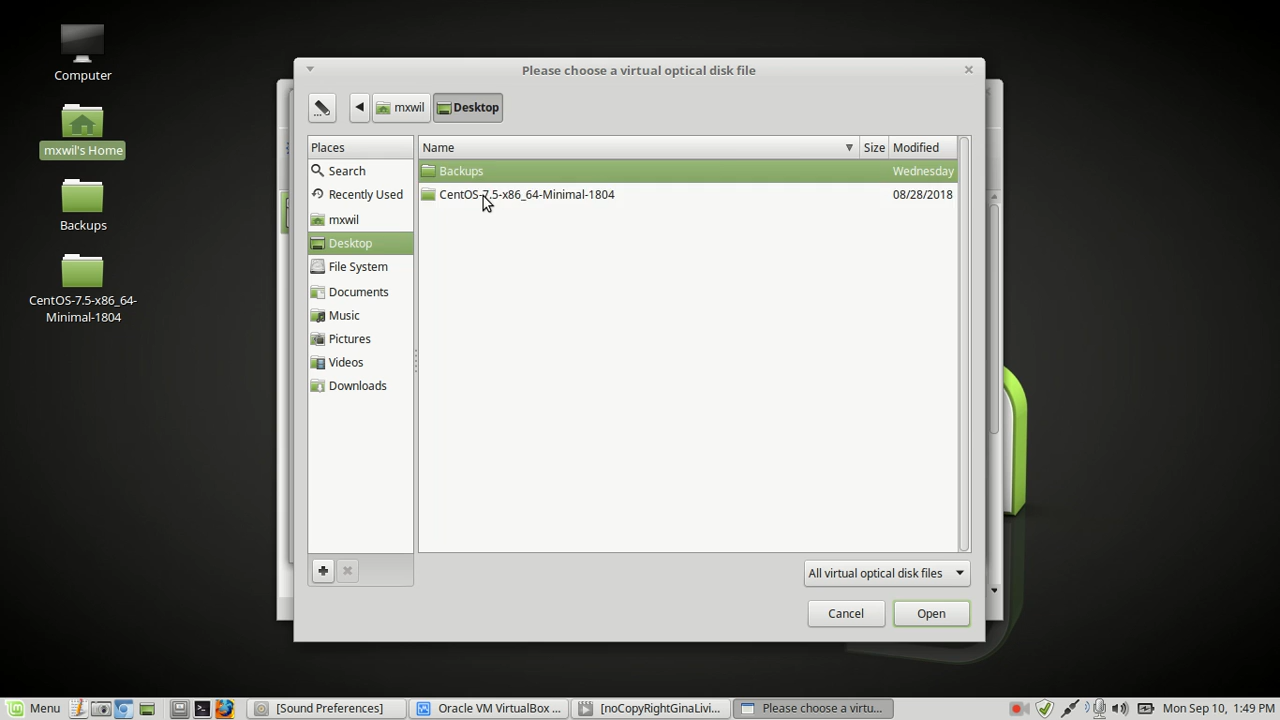 Computer
mxwil's Home
Backups
CentOS-7.5-x86_64-
Minimal-1804
Please choose a virtual optical disk file
mxwil
Desktop
Places
Search
Recently Used
mxwil
Desktop
File System
Documents
Music
Pictures
Videos
Downloads
Name Size Modified
Backups Wednesday
CentOS-7.5-x86_64-Minimal-1804 08/28/2018
All virtual optical disk files
Cancel Open
Menu [Sound Preferences] Oracle VM VirtualBox ... [noCopyRightGinaLivi... Please choose a virtu... Mon Sep 10, 1:49 PM